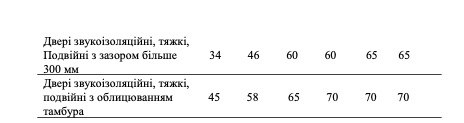 Двері звукоізоляційні, тяжкі,
Подвійні з зазором більше 34 46 60 60 65 65
300 мм
Двері звукоізоляційні, тяжкі,
подвійні з облицюванням 45 58 65 70 70 70
тамбура